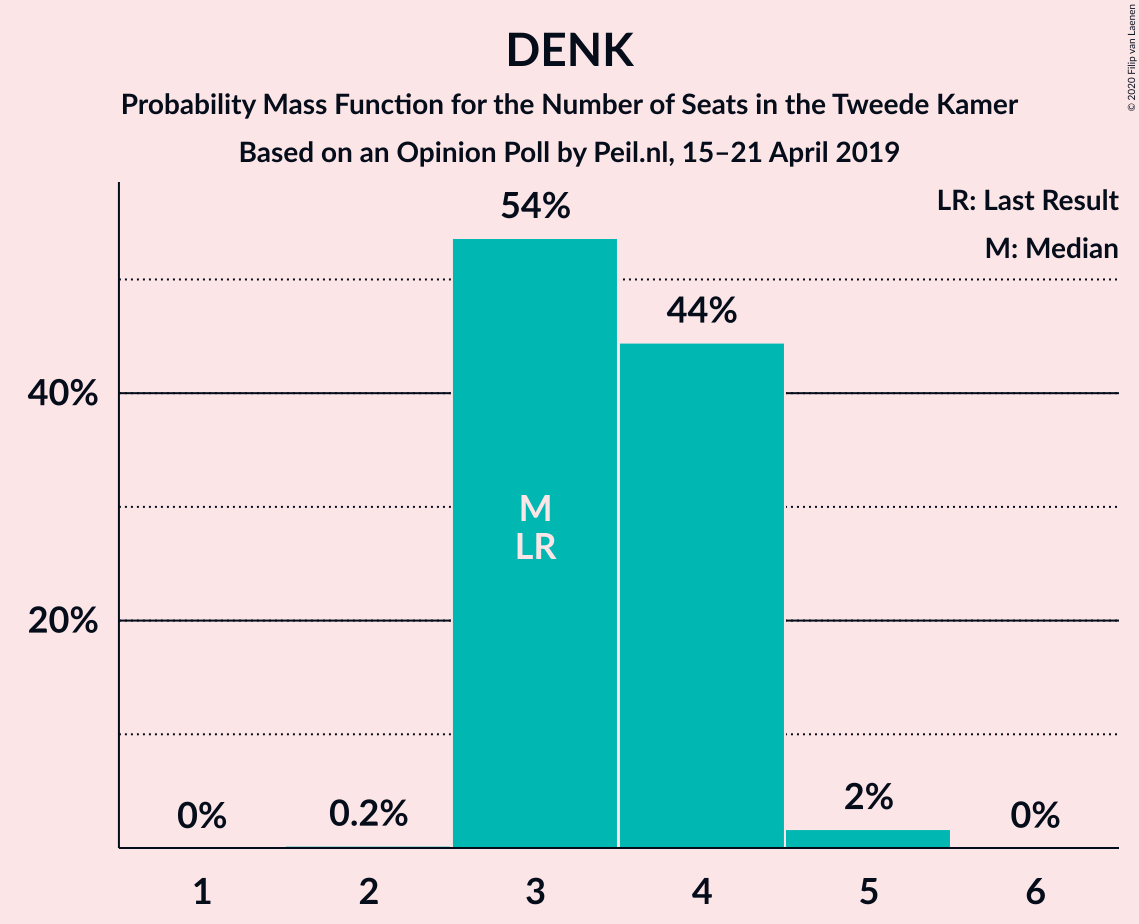 DENK
Probability Mass Function for the Number of Seats in the Tweede Kamer
Based on an Opinion Poll by Peil.nl, 15–21 April 2019
© 2020 Filip van Laenen
LR: Last Result
M: Median
54%
44%
40%
M
LR
20%
0%
0.2%
2%
0%
1 2 3 4 5 6